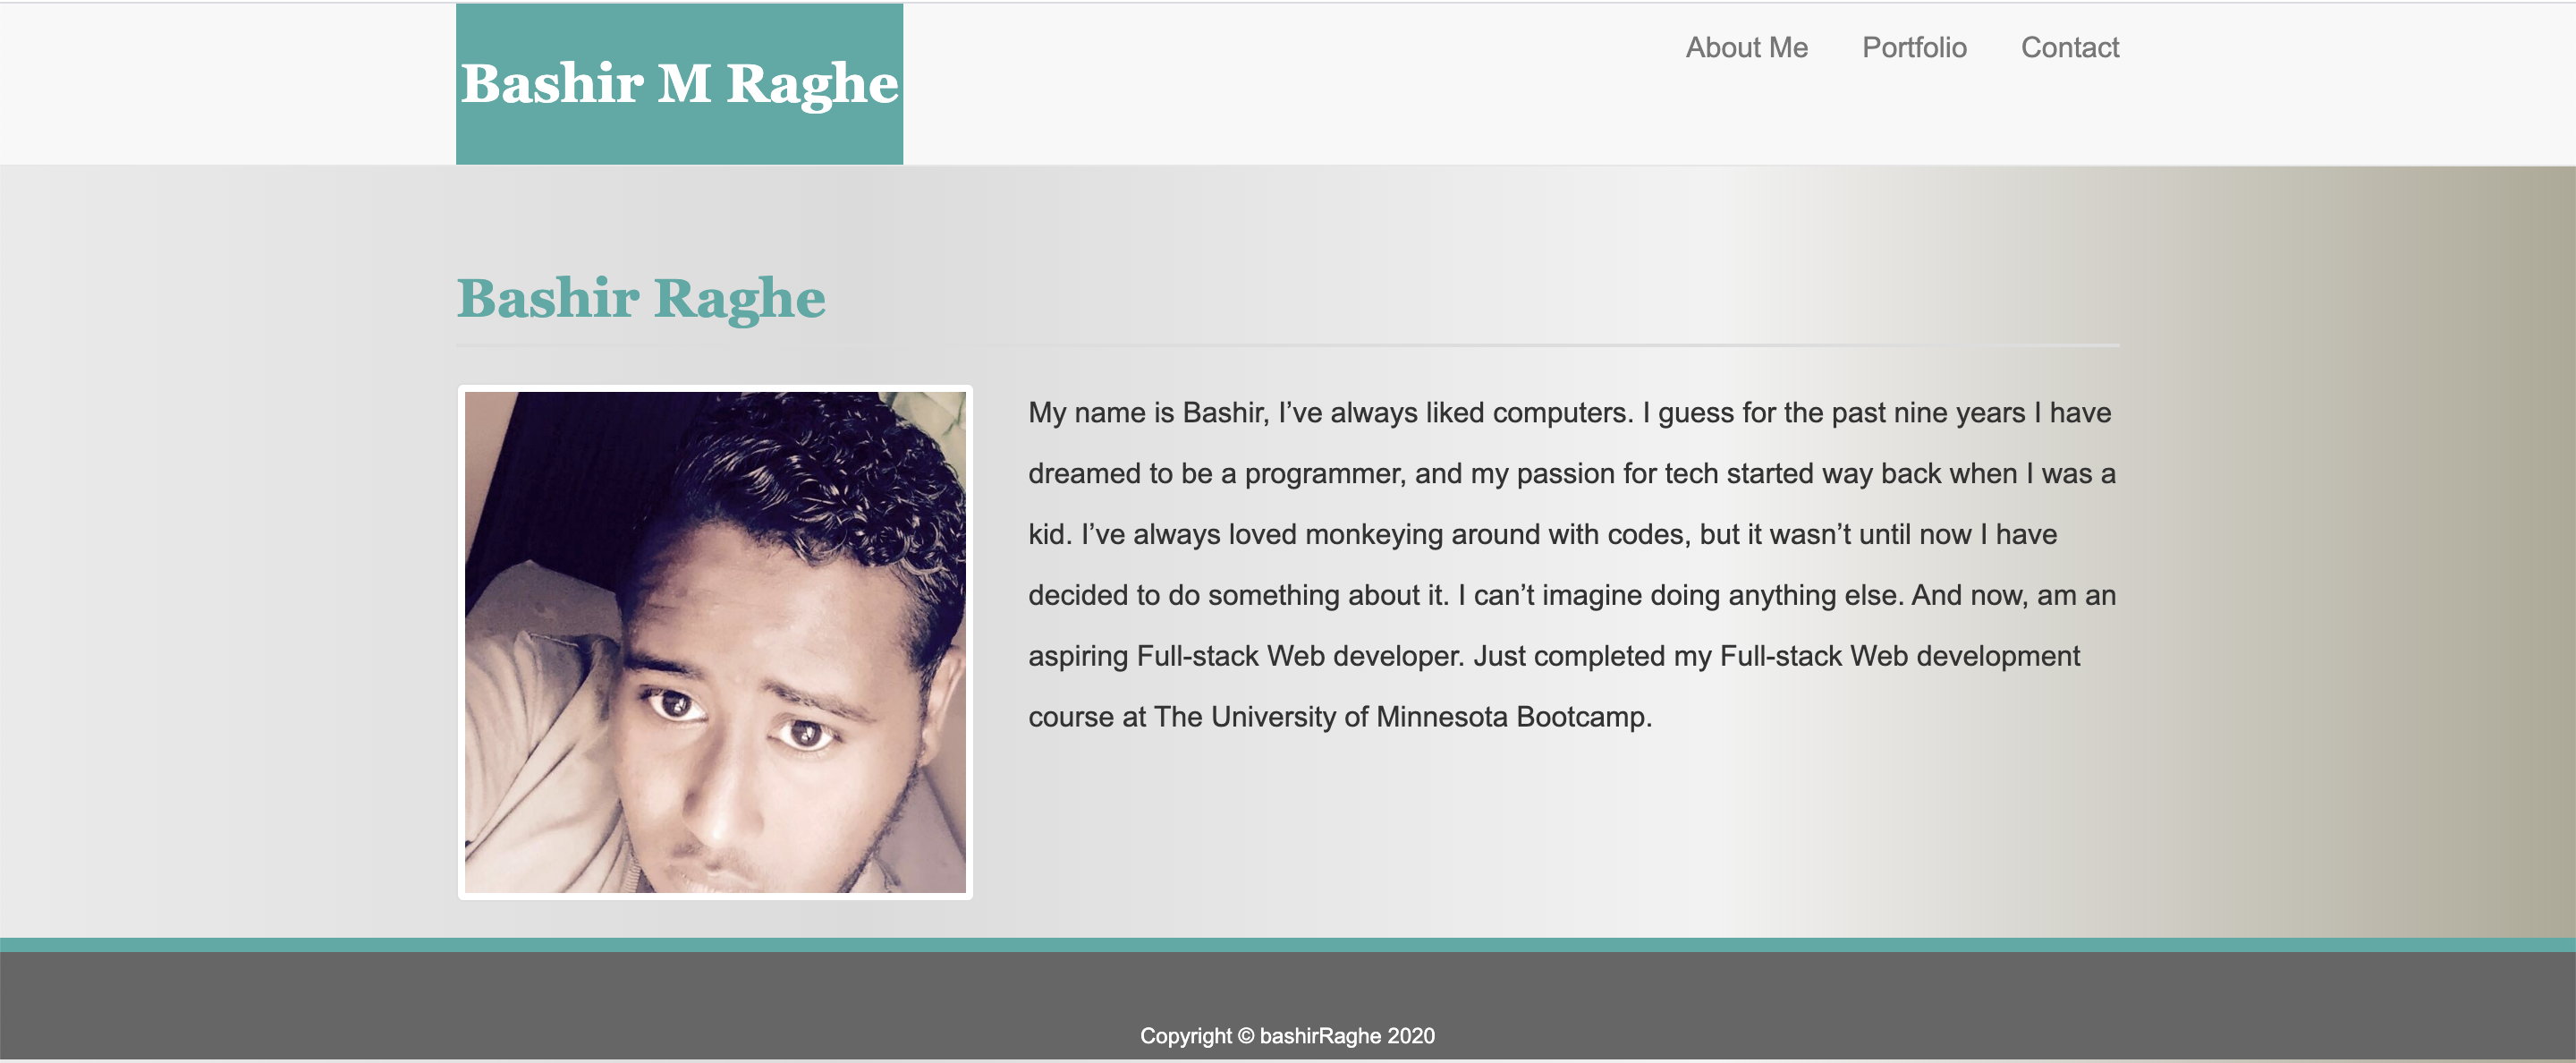 Bashir M Raghe
About Me Portfolio Contact
Bashir Raghe
My name is Bashir, I’ve always liked computers. I guess for the past nine years I have
dreamed to be a programmer, and my passion for tech started way back when I was a
kid. I’ve always loved monkeying around with codes, but it wasn’t until now I have
decided to do something about it. I can’t imagine doing anything else. And now, am an
aspiring Full-stack Web developer. Just completed my Full-stack Web development
course at The University of Minnesota Bootcamp.
Copyright © bashirRaghe 2020